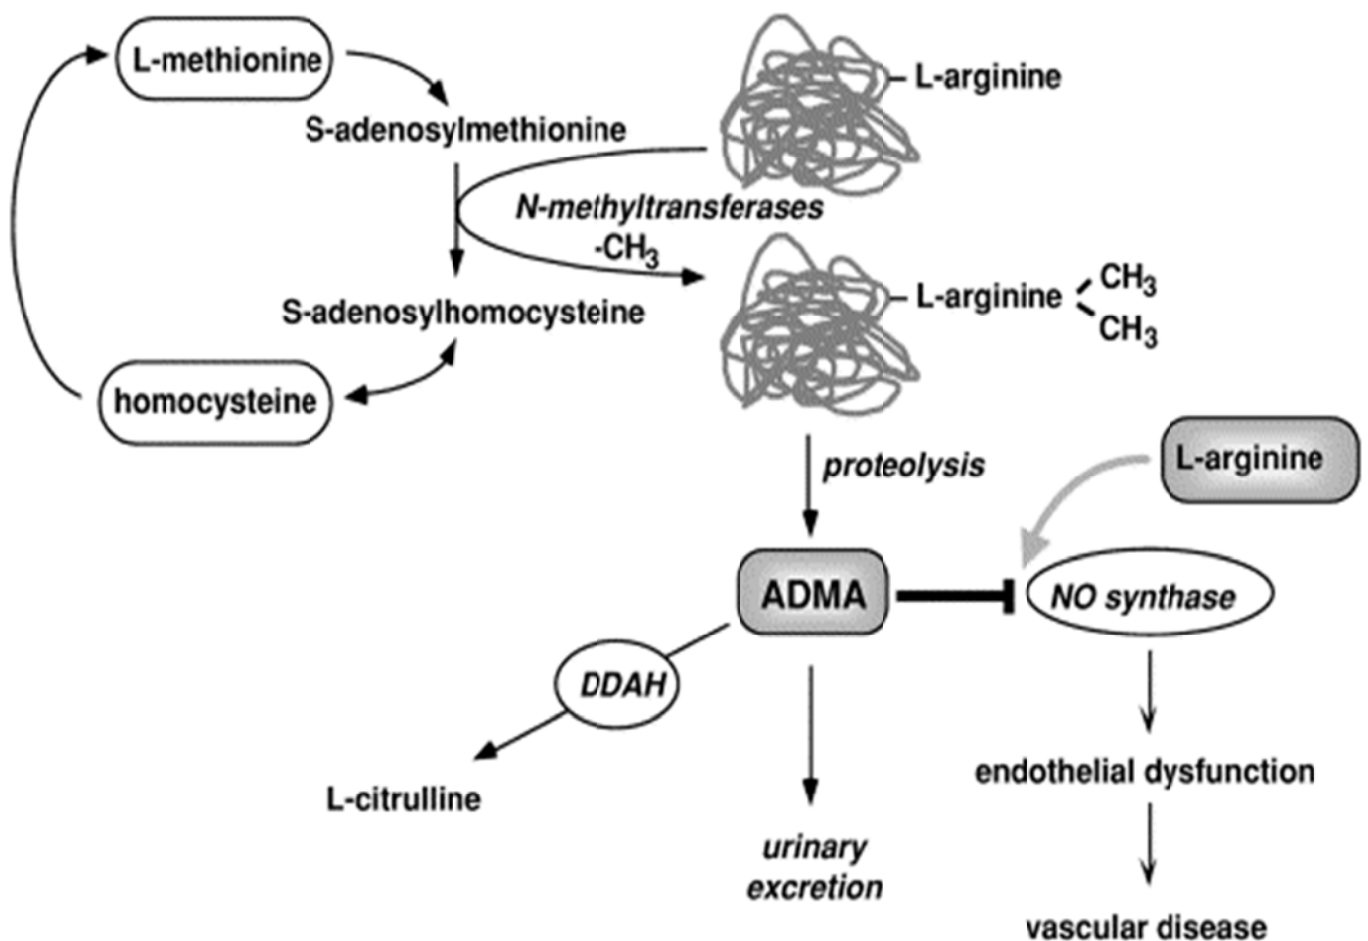 L-methionine
L-arginine
S-adenosylmethionine
N-methyltransferases
-CH3
S-adenosylhomocysteine
L-arginine
CH3
CH3
homocysteine
proteolysis
L-arginine
ADMA
NO synthase
DDAH
L-citrulline
urinary
excretion
endothelial dysfunction
vascular disease